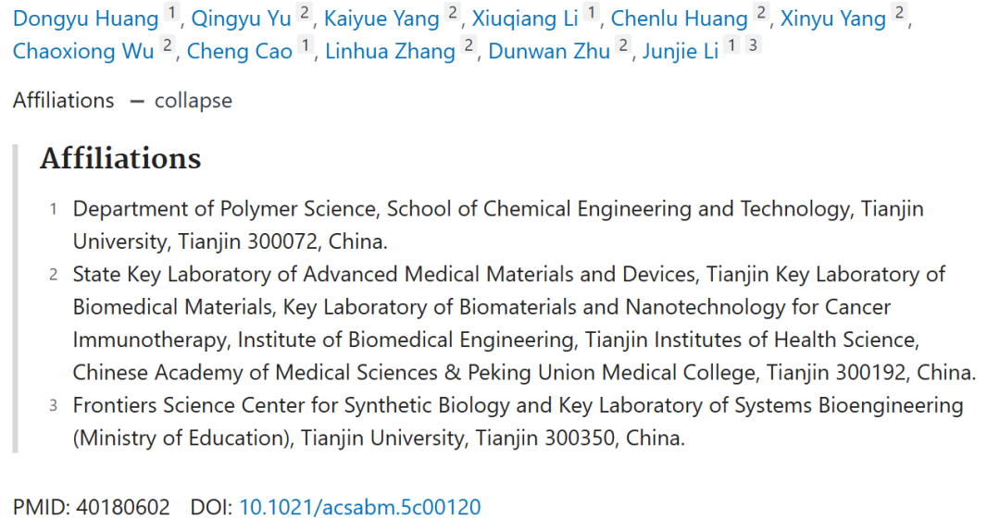 Dongyu Huang 1, Qingyu Yu 2, Kaiyue Yang 2, Xiuqiang Li 1, Chenlu Huang 2, Xinyu Yang 2,
Chaoxiong Wu 2, Cheng Cao 1, Linhua Zhang 2, Dunwan Zhu 2, Junjie Li 1 3
Affiliations — collapse
Affiliations
1 Department of Polymer Science, School of Chemical Engineering and Technology, Tianjin
University, Tianjin 300072, China.
2 State Key Laboratory of Advanced Medical Materials and Devices, Tianjin Key Laboratory of
Biomedical Materials, Key Laboratory of Biomaterials and Nanotechnology for Cancer
Immunotherapy, Institute of Biomedical Engineering, Tianjin Institutes of Health Science,
Chinese Academy of Medical Sciences & Peking Union Medical College, Tianjin 300192, China.
3 Frontiers Science Center for Synthetic Biology and Key Laboratory of Systems Bioengineering
(Ministry of Education), Tianjin University, Tianjin 300350, China.
PMID: 40180602 DOI: 10.1021/acsabm.5c00120